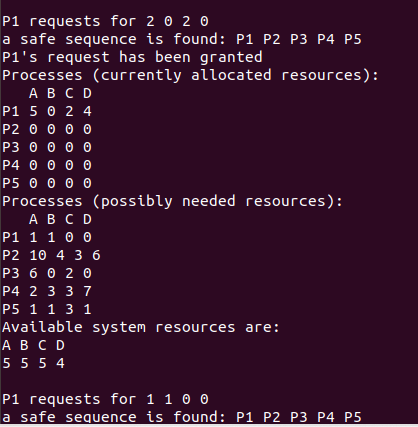 P1 requests for 2 0 2 0
a safe sequence is found: P1 P2 P3 P4 P5
P1's request has been granted
Processes (currently allocated resources):
   A B C D
P1 5 0 2 4
P2 0 0 0 0
P3 0 0 0 0
P4 0 0 0 0
P5 0 0 0 0
Processes (possibly needed resources):
   A B C D
P1 1 1 0 0
P2 10 4 3 6
P3 6 0 2 0
P4 2 3 3 7
P5 1 1 3 1
Available system resources are:
A B C D
5 5 5 4
P1 requests for 1 1 0 0
a safe sequence is found: P1 P2 P3 P4 P5